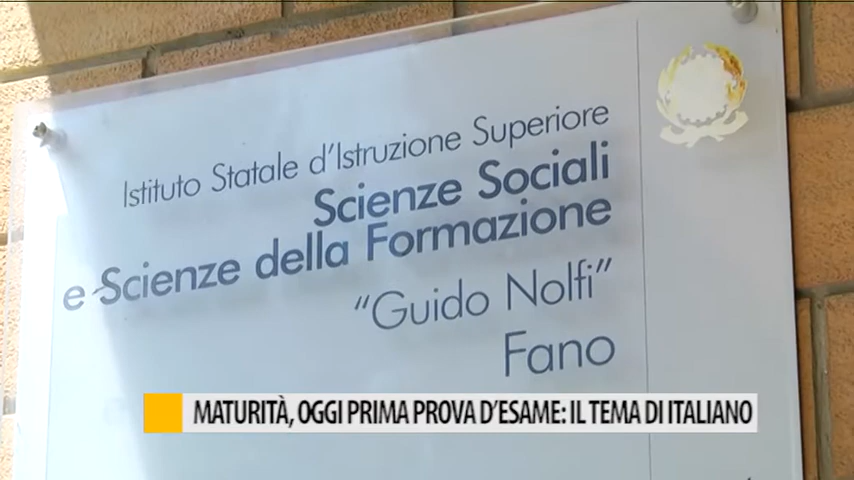 Istituto Statale d'Istruzione Superiore
Scienze Sociali
e Scienze della Formazione
"Guido Nolfi"
Fano
MATURITÀ, OGGI PRIMA PROVA D'ESAME: IL TEMA DI ITALIANO